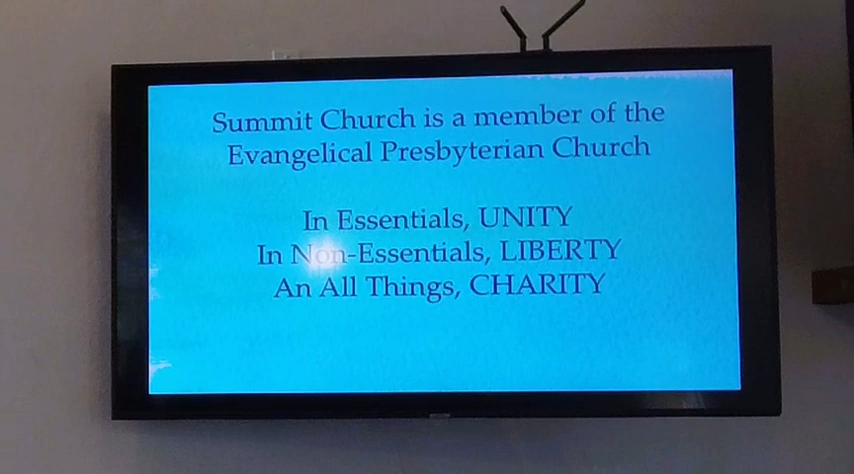 Summit Church is a member of the
Evangelical Presbyterian Church
In Essentials, UNITY
In Non-Essentials, LIBERTY
An All Things, CHARITY